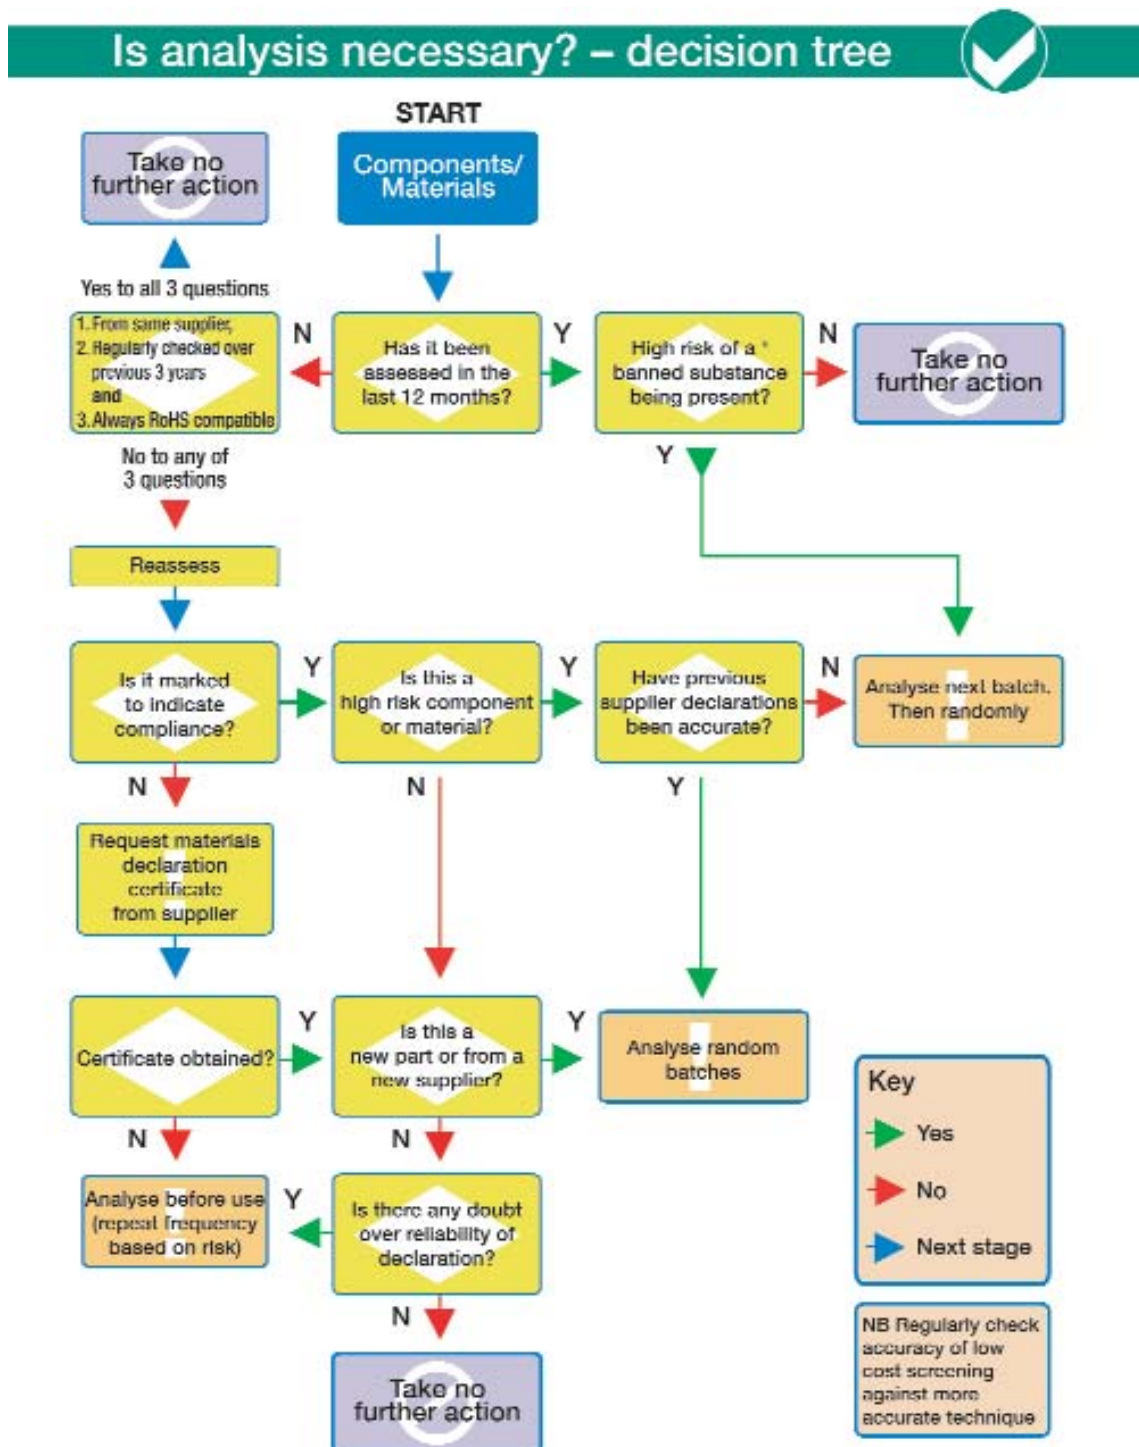 Is analysis necessary? – decision tree
START
Take no
further action
Components/
Materials
Yes to all 3 questions
1. From same supplier,
2. Regularly checked over
previous 3 years
and
3. Always RoHS compatible
N
Has it been
assessed in the
last 12 months?
Y
High risk of a *
banned substance
being present?
N
Take no
further action
No to any of
3 questions
Y
Reassess
Is it marked
to indicate
compliance?
Y
Is this a
high risk component
or material?
Y
Have previous
supplier declarations
been accurate?
N
Analyse next batch.
Then randomly
N
N
Y
Request materials
declaration
certificate
from supplier
Certificate obtained?
Y
Is this a
new part or from a
new supplier?
Y
Analyse random
batches
N
N
Analyse before use
(repeat frequency
based on risk)
Y
Is there any doubt
over reliability of
declaration?
N
Take no
further action
Key
Yes
No
Next stage
NB Regularly check
accuracy of low
cost screening
against more
accurate technique